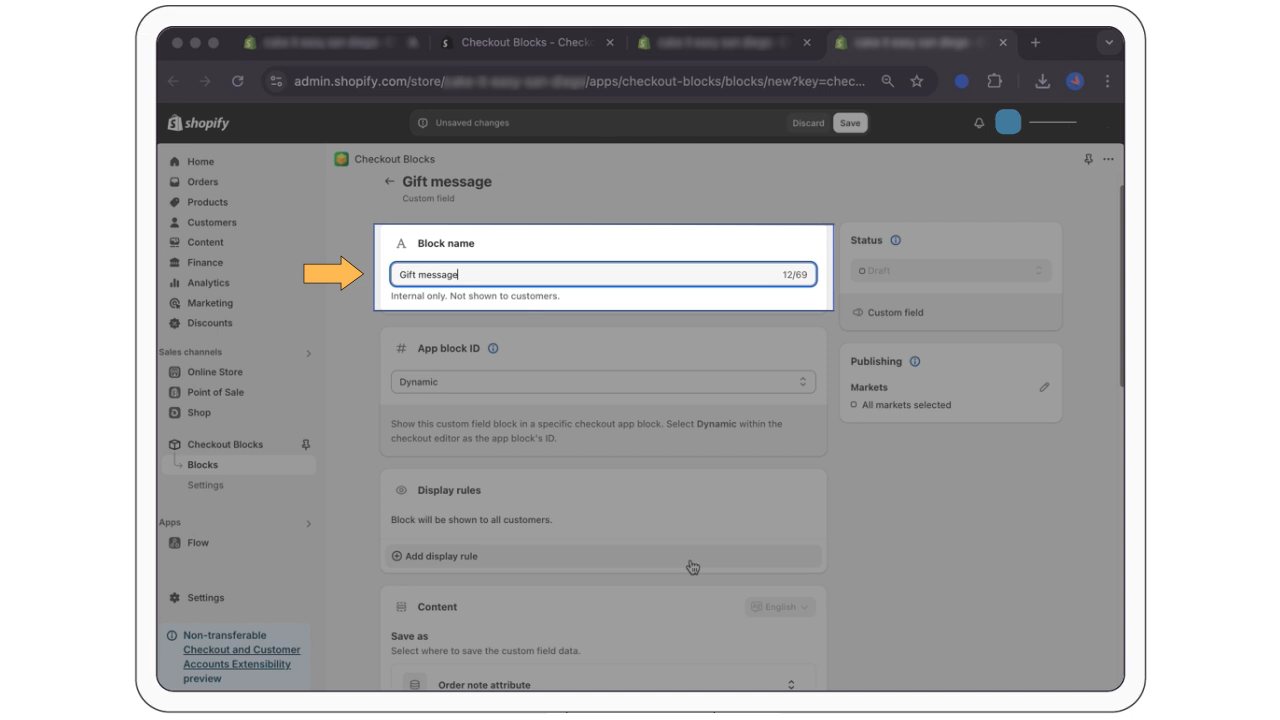 Checkout Blocks - Check
admin.shopify.com/store/
/apps/checkout-blocks/blocks/new?key=chec...
shopify
Unsaved changes
Discard
Save
Home
Orders
Products
Customers
Content
Finance
Analytics
Marketing
Discounts
Sales channels
Online Store
Point of Sale
Shop
Checkout Blocks
Blocks
Settings
Apps
Flow
Settings
Non-transferable
Checkout and Customer
Accounts Extensibility
preview
Checkout Blocks
Gift message
Custom field
Block name
Gift message
12/69
Internal only. Not shown to customers.
App block ID
Dynamic
Show this custom field block in a specific checkout app block. Select Dynamic within the
checkout editor as the app block's ID.
Display rules
Block will be shown to all customers.
Add display rule
Content
English
Save as
Select where to save the custom field data.
Order note attribute
Status
Draft
Custom field
Publishing
Markets
All markets selected